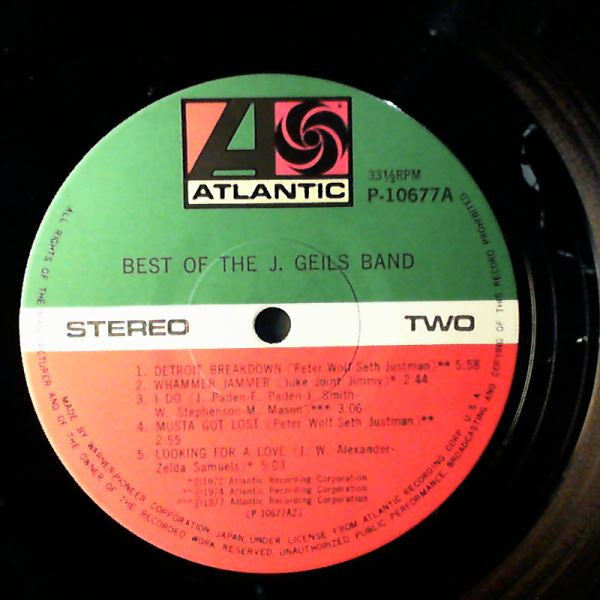 ATLANTIC
33⅓RPM
P-10677A
BEST OF THE J. GEILS BAND
STEREO
TWO
1. DETROIT BREAKDOWN (Peter Wolf Seth Justman)** 5:58
2. WHAMMER JAMMER (Juke Joint Jimmy)* 2:44
3. I DO (J. Paden-F. Paden-J. Smith-
W. Stephenson-M. Mason)*** 3:06
4. MUSTA GOT LOST (Peter Wolf Seth Justman)**
2:55
5. LOOKING FOR A LOVE (J. W. Alexander-
Zelda Samuels)* 5:03
*℗1972 Atlantic Recording Corporation
**℗1974 Atlantic Recording Corporation
***℗1977 Atlantic Recording Corporation
(P-10677A2)
MADE BY WARNER-PIONEER CORPORATION JAPAN, UNDER LICENSE FROM ATLANTIC RECORDING CORP. U.S.A.
ALL RIGHTS OF THE MANUFACTURER AND OF THE OWNER OF THE RECORDED WORK RESERVED. UNAUTHORIZED PUBLIC PERFORMANCE, BROADCASTING AND COPYING OF THIS RECORD PROHIBITED